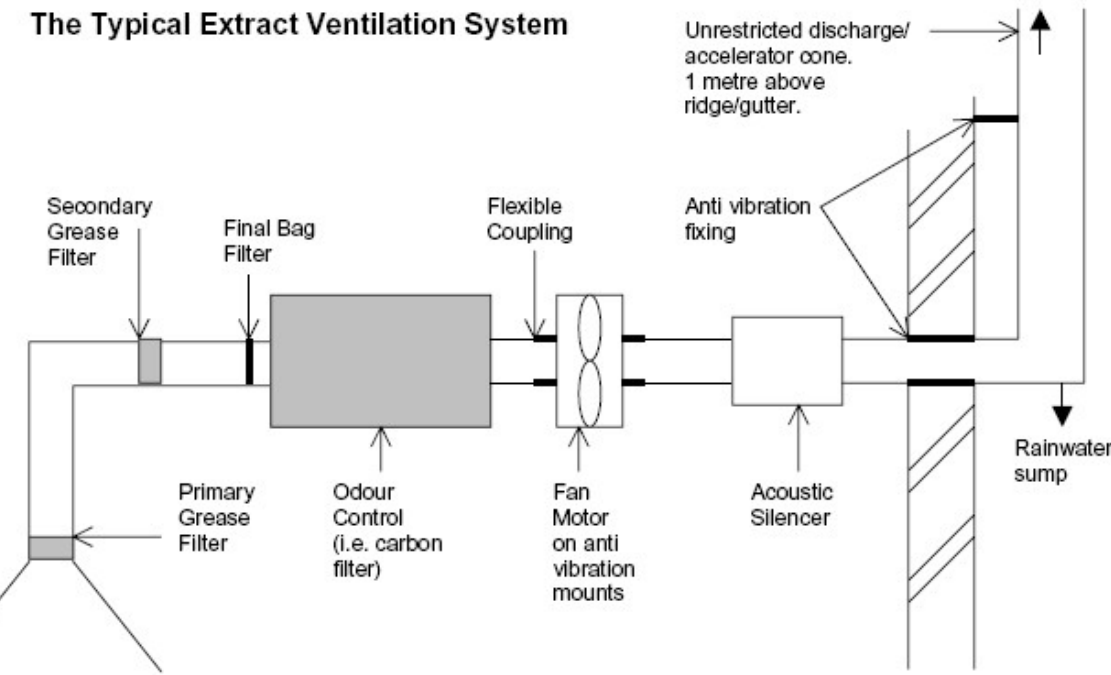 The Typical Extract Ventilation System
Unrestricted discharge/
accelerator cone.
1 metre above
ridge/gutter.
Secondary
Grease
Filter
Final Bag
Filter
Flexible
Coupling
Anti vibration
fixing
Primary
Grease
Filter
Odour
Control
(i.e. carbon
filter)
Fan
Motor
on anti
vibration
mounts
Acoustic
Silencer
Rainwater
sump